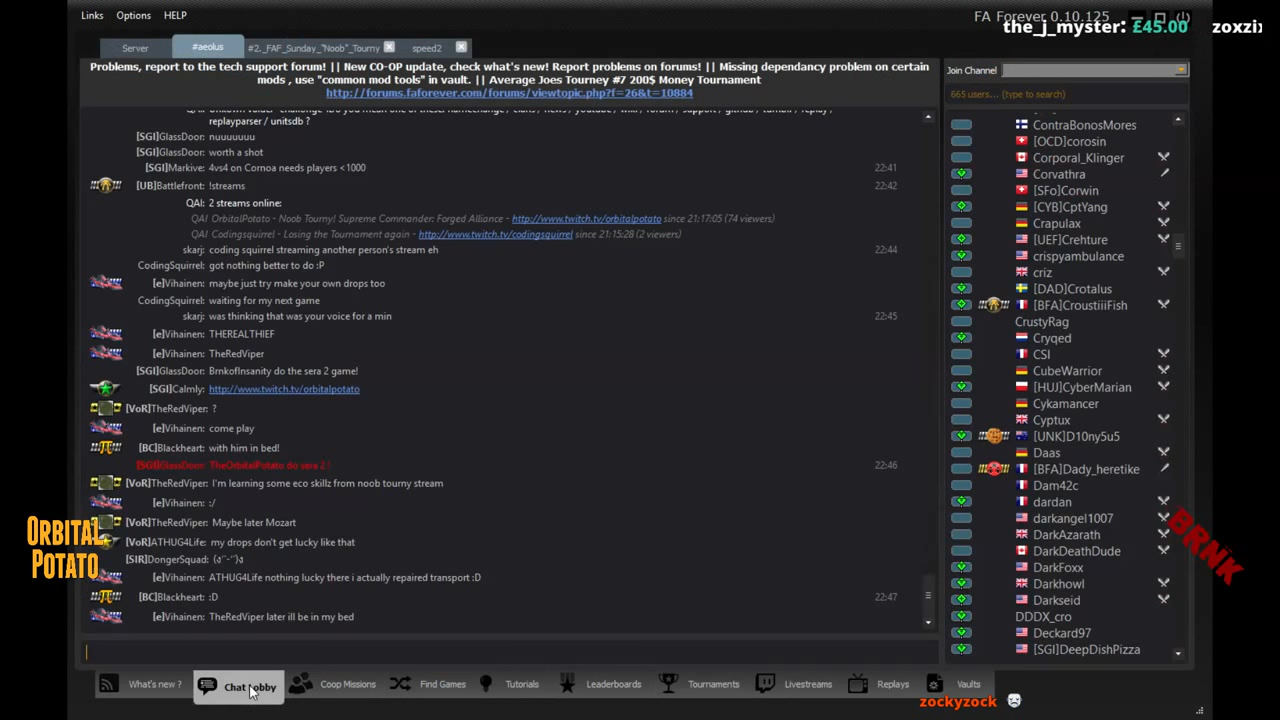 Links Options HELP
FA Forever 0.10.125
the_j_myster: £45.00 zoxzix
Server #aeolus #2._FAF_Sunday_"Noob"_Tourny speed2
Problems, report to the tech support forum! || New CO-OP update, check what's new! Report problems on forums! || Missing dependancy problem on certain
mods , use "common mod tools" in vault. || Average Joes Tourney #7 200$ Money Tournament
http://forums.faforever.com/forums/viewtopic.php?f=26&t=10884
Join Channel
665 users... (type to search)
replayparser / unitsdb ?
[SGI]GlassDoor: nuuuuuuu
[SGI]GlassDoor: worth a shot
[SGI]Markive: 4vs4 on Cornoa needs players <1000 22:41
[UB]Battlefront: !streams 22:42
QAI: 2 streams online:
QAI OrbitalPotato - Noob Tourny! Supreme Commander: Forged Alliance - http://www.twitch.tv/orbitalpotato since 21:17:05 (74 viewers)
QAI Codingsquirrel - Losing the Tournament again - http://www.twitch.tv/codingsquirrel since 21:15:28 (2 viewers)
skarj: coding squirrel streaming another person's stream eh 22:44
CodingSquirrel: got nothing better to do :P
[e]Vihainen: maybe just try make your own drops too
CodingSquirrel: waiting for my next game
skarj: was thinking that was your voice for a min 22:45
[e]Vihainen: THEREALTHIEF
[e]Vihainen: TheRedViper
[SGI]GlassDoor: BrnkofInsanity do the sera 2 game!
[SGI]Calmly: http://www.twitch.tv/orbitalpotato
[VoR]TheRedViper: ?
[e]Vihainen: come play
[BC]Blackheart: with him in bed!
[SGI]GlassDoor: TheOrbitalPotato do sera 2 ! 22:46
[VoR]TheRedViper: I'm learning some eco skillz from noob tourny stream
[e]Vihainen: :/
[VoR]TheRedViper: Maybe later Mozart
[VoR]ATHUG4Life: my drops don't get lucky like that
[SIR]DongerSquad:
[e]Vihainen: ATHUG4Life nothing lucky there i actually repaired transport :D
[BC]Blackheart: :D 22:47
[e]Vihainen: TheRedViper later ill be in my bed
ContraBonosMores
[OCD]corosin
Corporal_Klinger
Corvathra
[SFo]Corwin
[CYB]CptYang
Crapulax
[UEF]Crehture
crispyambulance
criz
[DAD]Crotalus
[BFA]CroustiiiFish
CrustyRag
Cryqed
CSI
CubeWarrior
[HUJ]CyberMarian
Cykamancer
Cyptux
[UNK]D10ny5u5
Daas
[BFA]Dady_heretike
Dam42c
dardan
darkangel1007
DarkAzarath
DarkDeathDude
DarkFoxx
Darkhowl
Darkseid
DDDX_cro
Deckard97
[SGI]DeepDishPizza
ORBITAL
POTATO
BRNK
What's new ? Chat Lobby Coop Missions Find Games Tutorials Leaderboards Tournaments Livestreams Replays Vaults
zockyzock